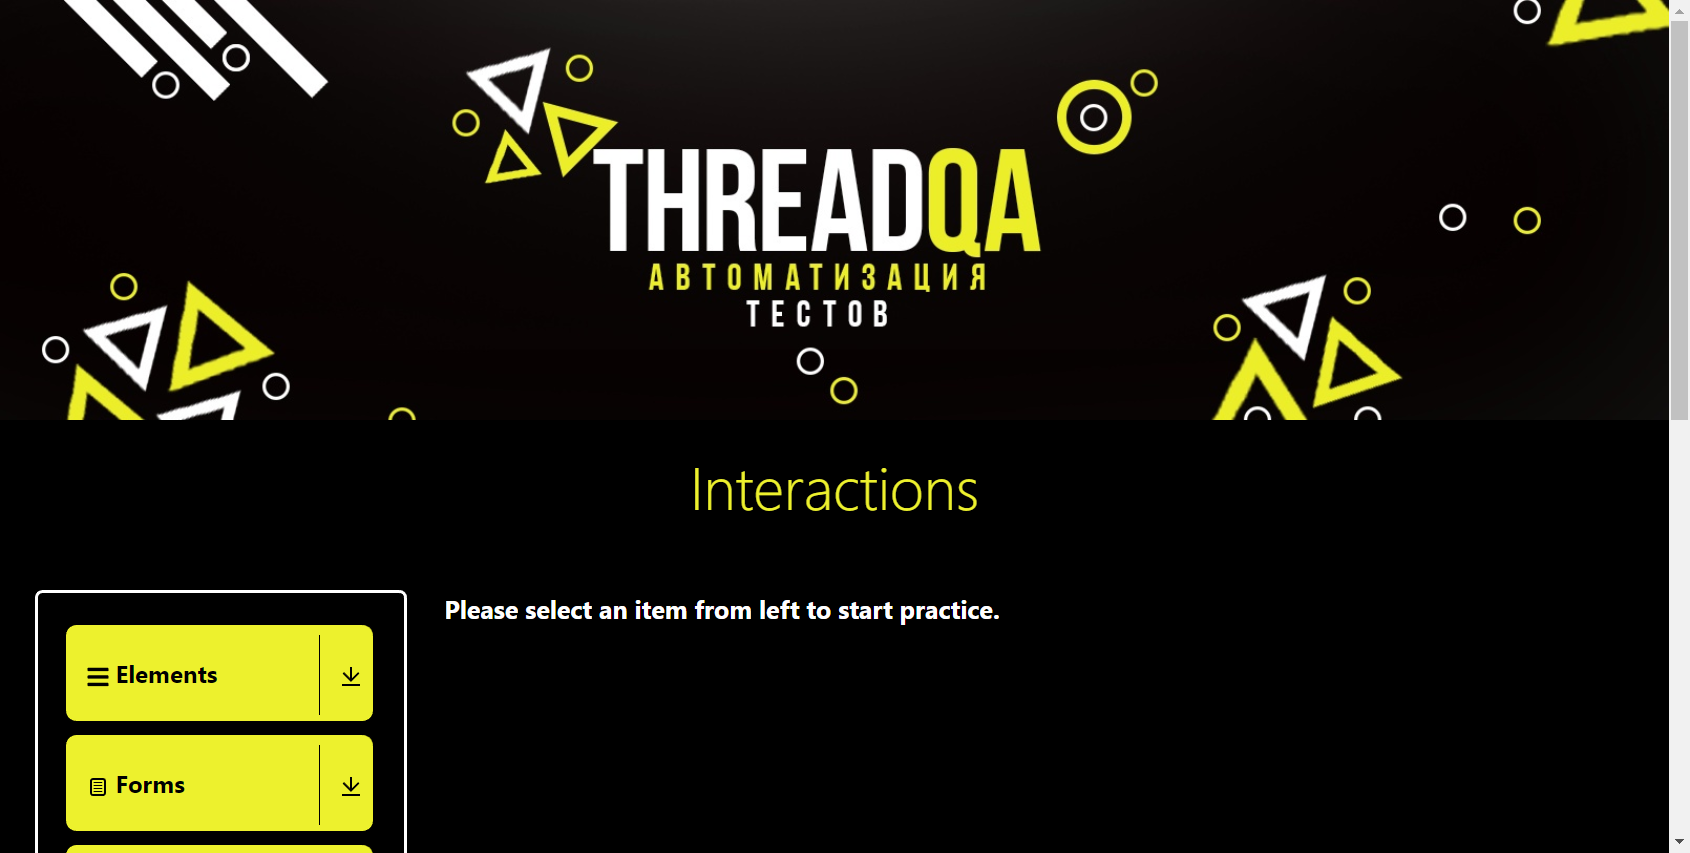 THREADQA
АВТОМАТИЗАЦИЯ
ТЕСТОВ
Interactions
Please select an item from left to start practice.
Elements
Forms